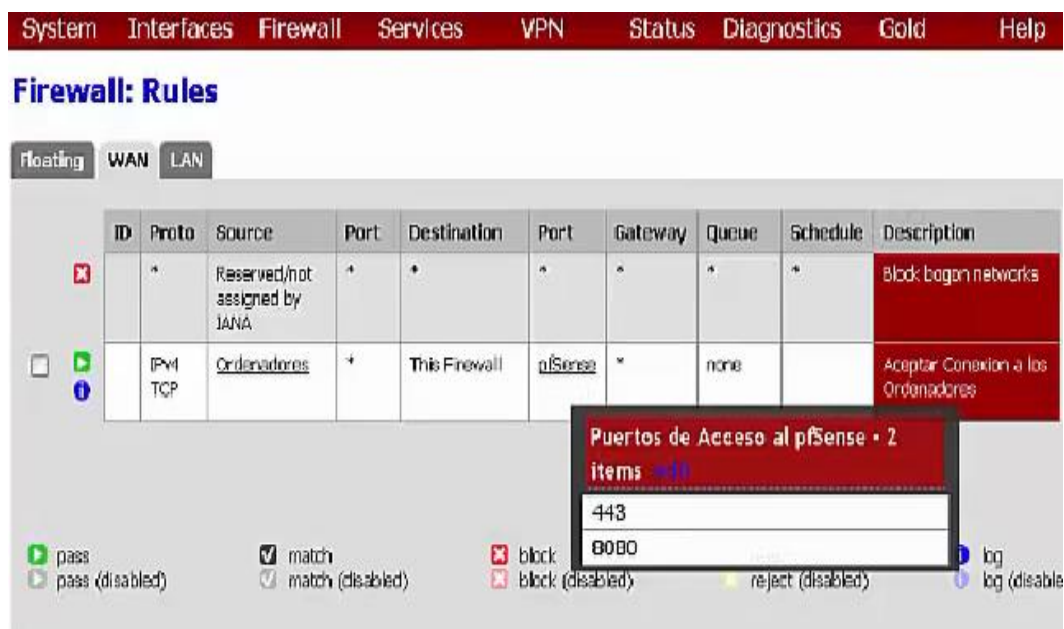 System Interfaces Firewall Services VPN Status Diagnostics Gold Help
Firewall: Rules
Floating WAN LAN
ID Proto Source Port Destination Port Gateway Queue Schedule Description
* Reserved/not assigned by IANA * * * * * * Block bogon networks
IPv4 TCP Ordenadores * This Firewall pfSense * none Aceptar Conexion a los Ordenadores
Puertos de Acceso al pfSense - 2 items edit
443
8080
pass match block log
pass (disabled) match (disabled) block (disabled) reject (disabled) log (disable